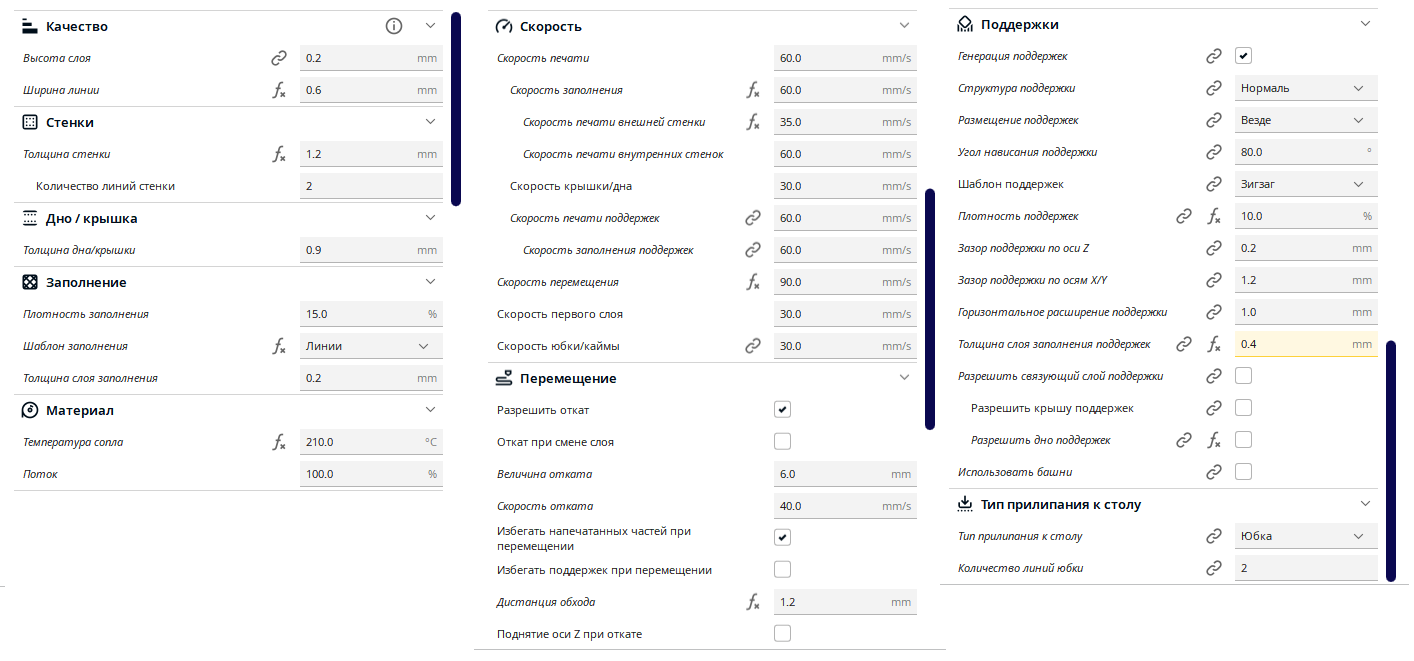 Качество
Высота слоя 0.2 mm
Ширина линии 0.6 mm
Стенки
Толщина стенки 1.2 mm
Количество линий стенки 2
Дно / крышка
Толщина дна/крышки 0.9 mm
Заполнение
Плотность заполнения 15.0 %
Шаблон заполнения Линии
Толщина слоя заполнения 0.2 mm
Материал
Температура сопла 210.0 °C
Поток 100.0 %
Скорость
Скорость печати 60.0 mm/s
Скорость заполнения 60.0 mm/s
Скорость печати внешней стенки 35.0 mm/s
Скорость печати внутренних стенок 60.0 mm/s
Скорость крышки/дна 30.0 mm/s
Скорость печати поддержек 60.0 mm/s
Скорость заполнения поддержек 60.0 mm/s
Скорость перемещения 90.0 mm/s
Скорость первого слоя 30.0 mm/s
Скорость юбки/каймы 30.0 mm/s
Перемещение
Разрешить откат
Откат при смене слоя
Величина отката 6.0 mm
Скорость отката 40.0 mm/s
Избегать напечатанных частей при
перемещении
Избегать поддержек при перемещении
Дистанция обхода 1.2 mm
Поднятие оси Z при откате
Поддержки
Генерация поддержек
Структура поддержки Нормаль
Размещение поддержек Везде
Угол нависания поддержки 80.0 °
Шаблон поддержек Зигзаг
Плотность поддержек 10.0 %
Зазор поддержки по оси Z 0.2 mm
Зазор поддержки по осям X/Y 1.2 mm
Горизонтальное расширение поддержки 1.0 mm
Толщина слоя заполнения поддержек 0.4 mm
Разрешить связующий слой поддержки
Разрешить крышу поддержек
Разрешить дно поддержек
Использовать башни
Тип прилипания к столу
Тип прилипания к столу Юбка
Количество линий юбки 2